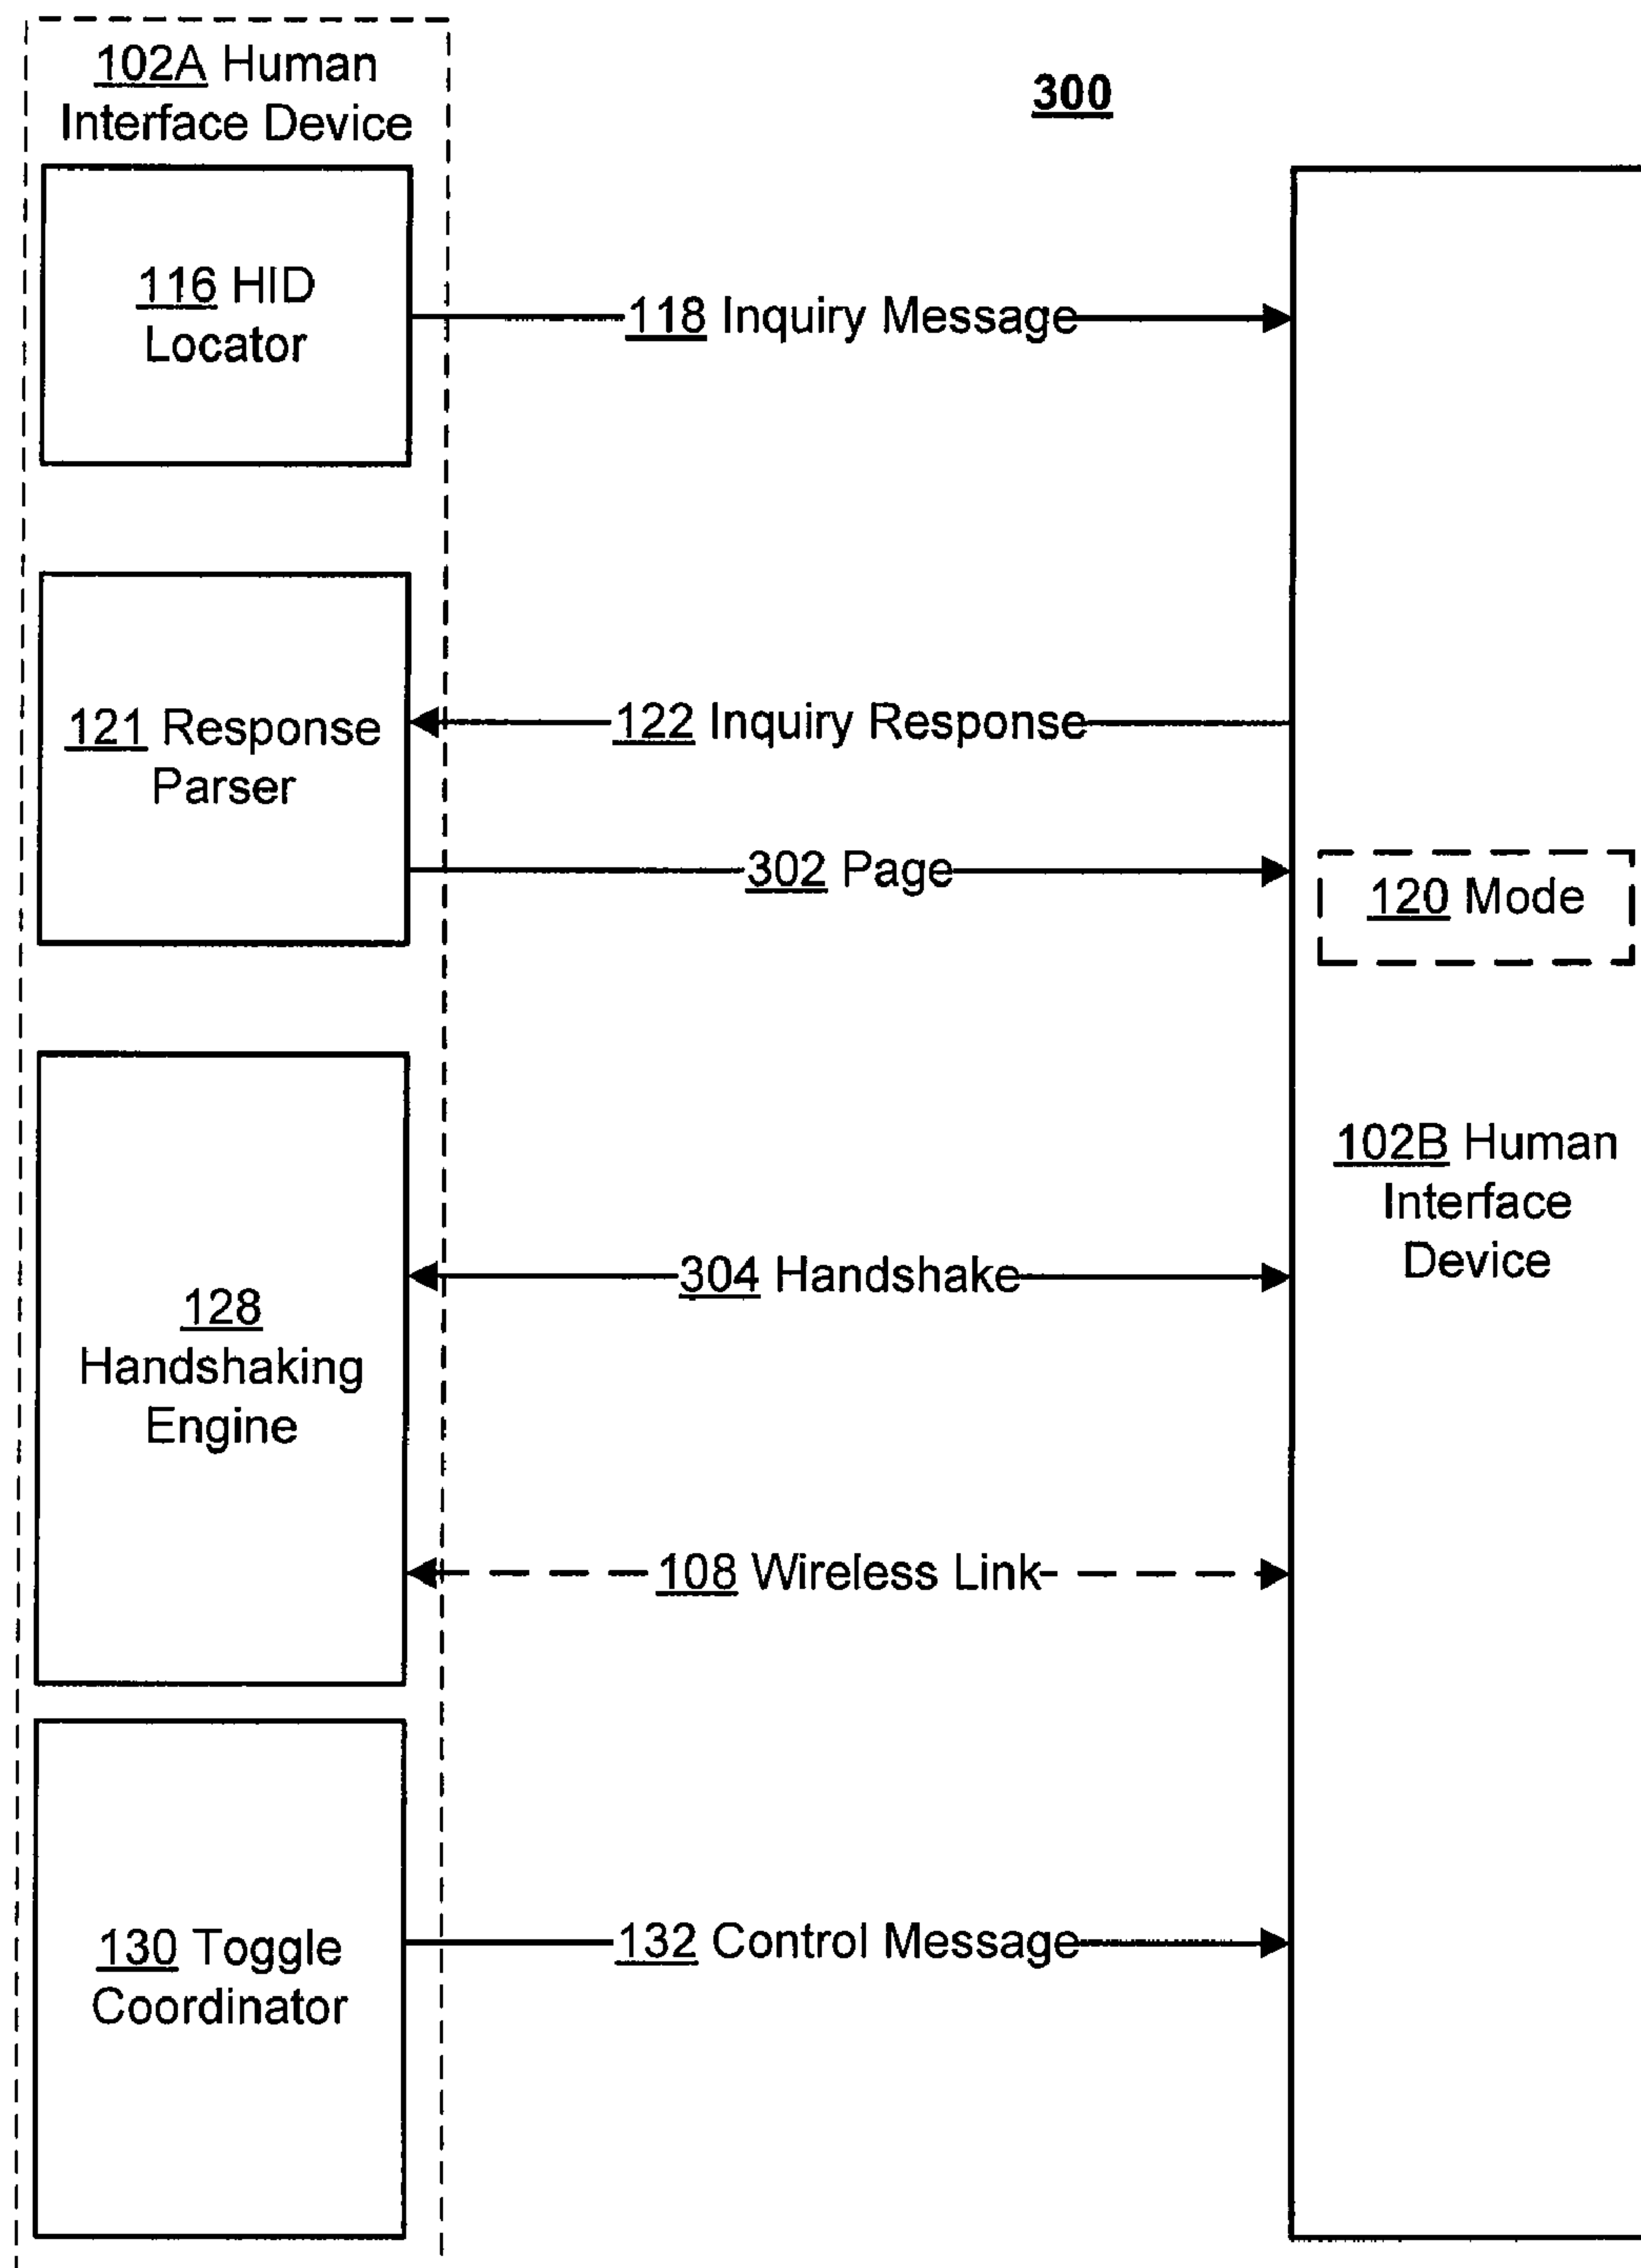 102A Human
Interface Device
300
116 HID
Locator
118 Inquiry Message
121 Response
Parser
122 Inquiry Response
302 Page
120 Mode
102B Human
Interface
Device
128
Handshaking
Engine
304 Handshake
108 Wireless Link
130 Toggle
Coordinator
132 Control Message